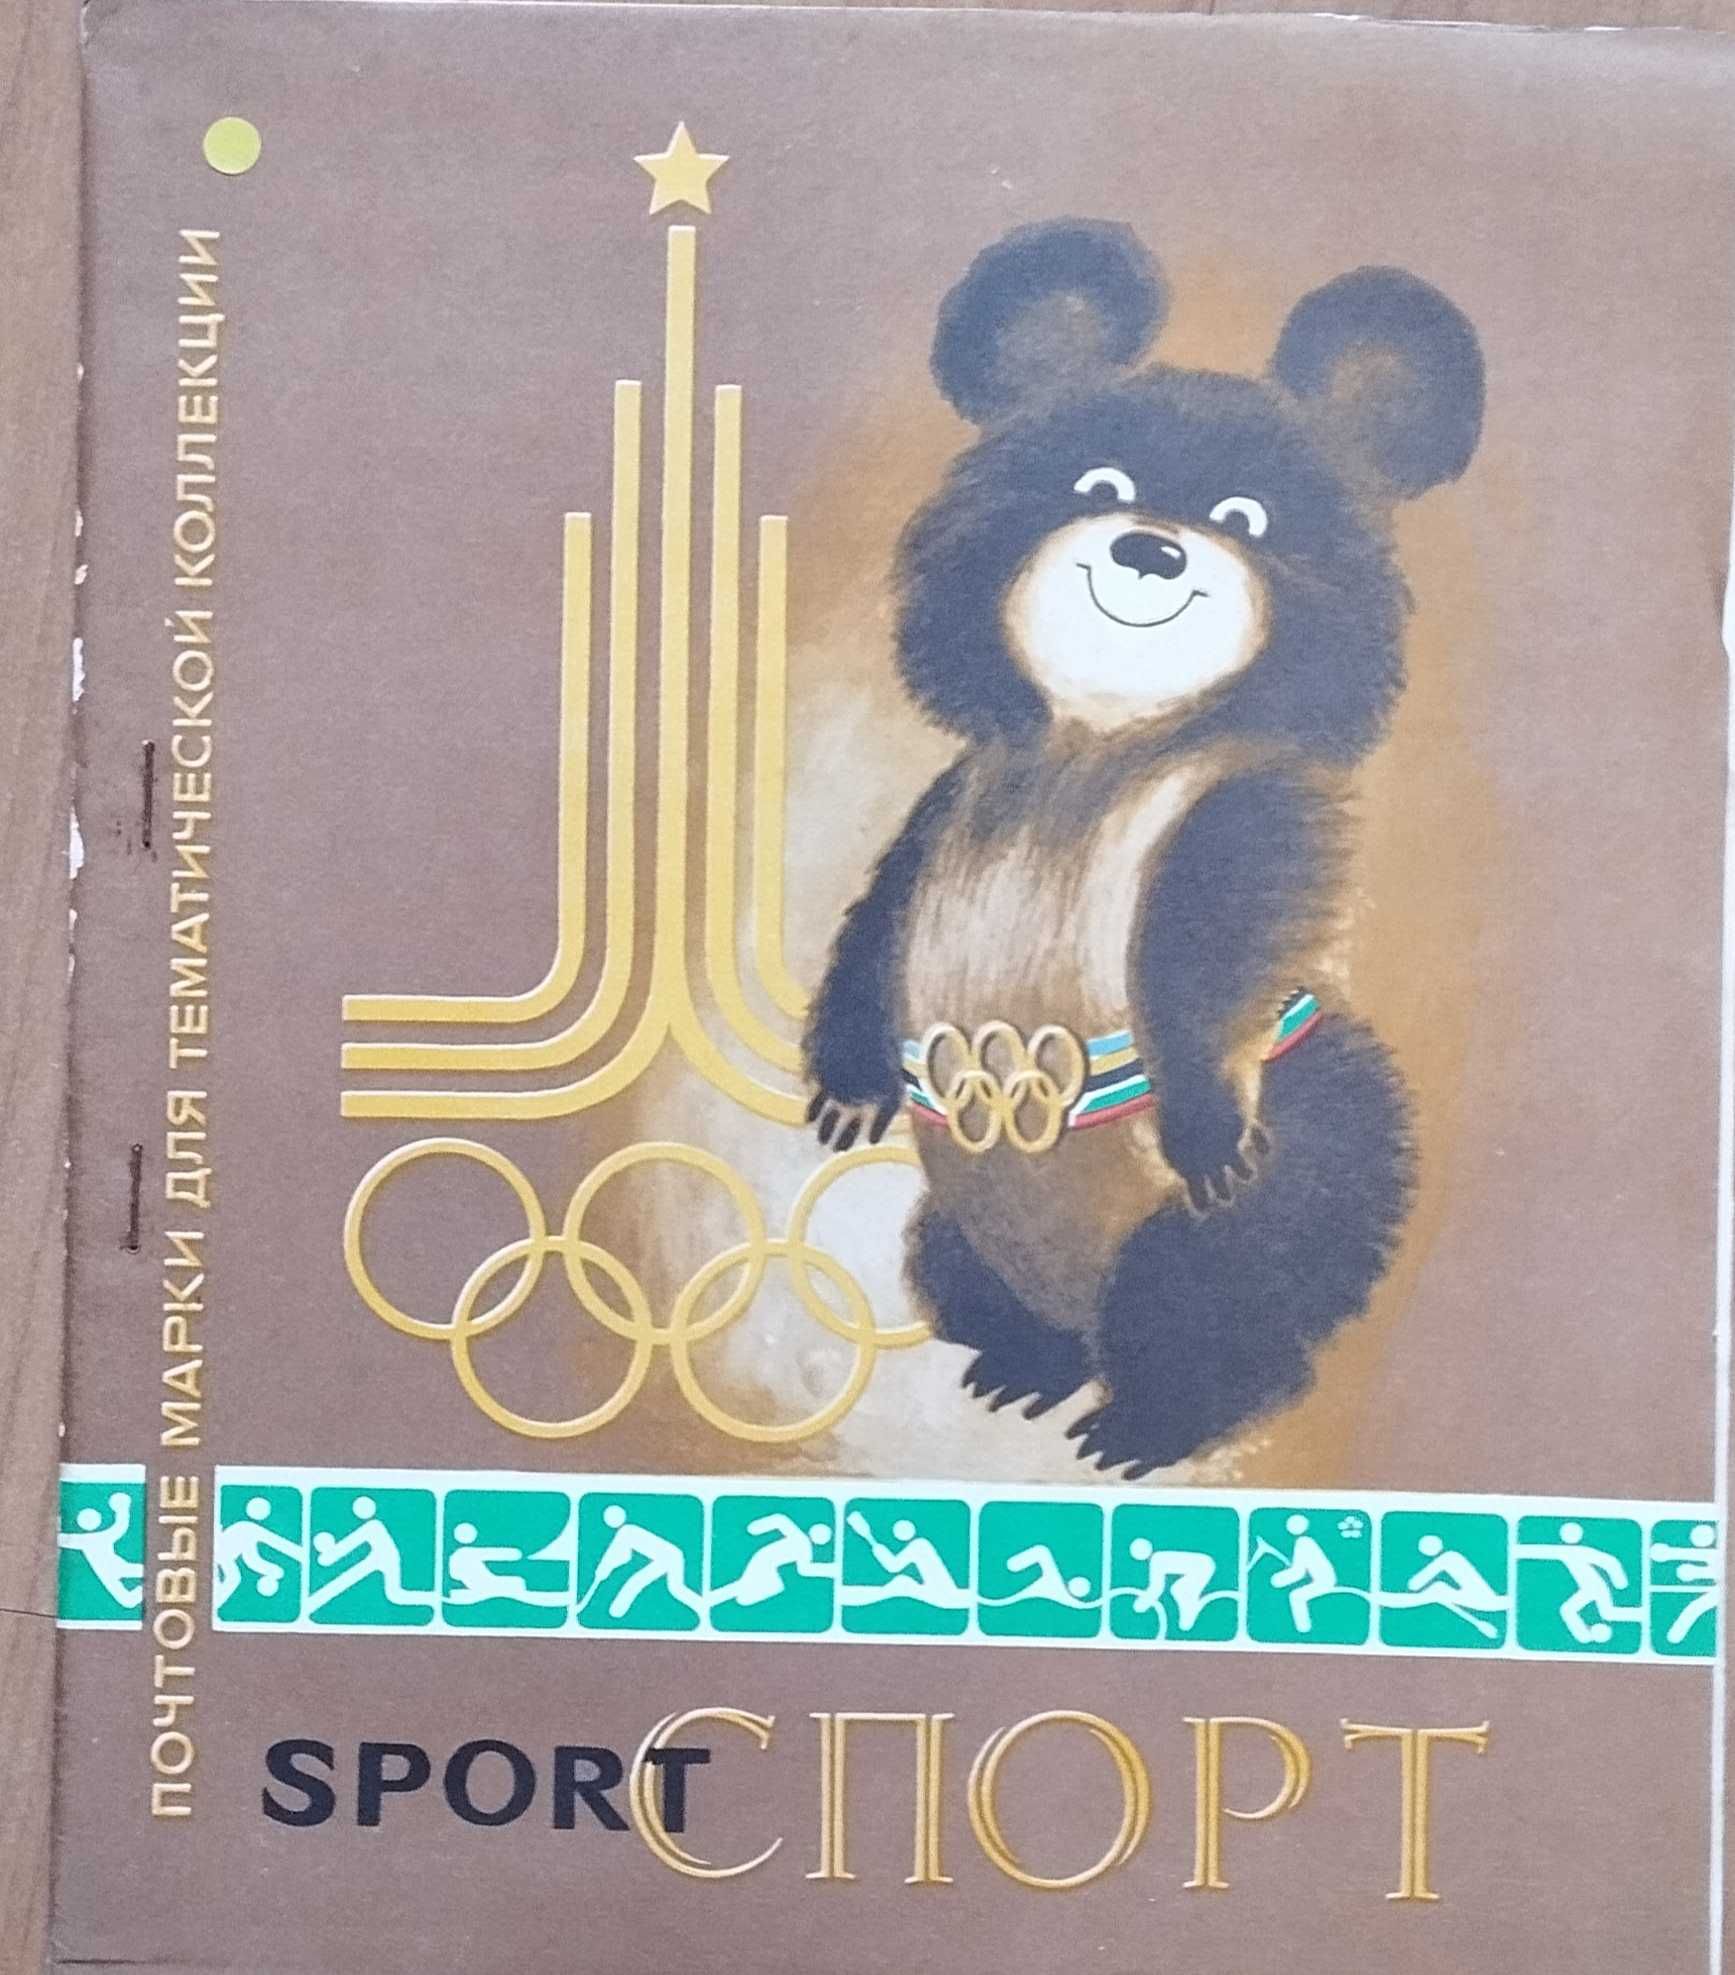 ПОЧТОВЫЕ МАРКИ ДЛЯ ТЕМАТИЧЕСКОЙ КОЛЛЕКЦИИ
SPORT СПОРТ